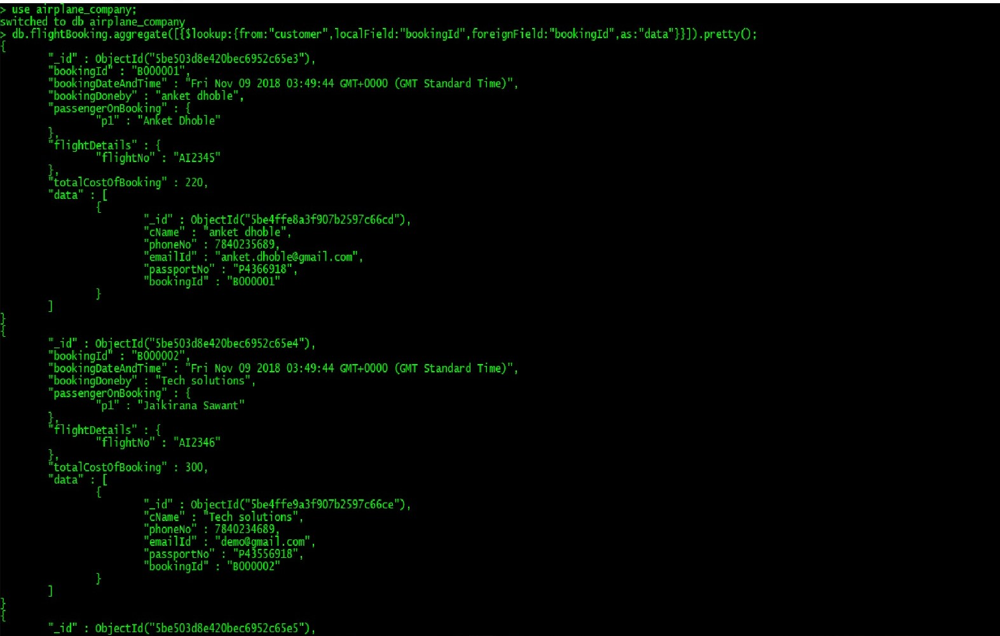 > use airplane_company;
switched to db airplane_company
> db.flightBooking.aggregate([{$lookup:{from:"customer",localField:"bookingId",foreignField:"bookingId",as:"data"}}]).pretty();
{
        "_id" : ObjectId("5be503d8e420bec6952c65e3"),
        "bookingId" : "B000001",
        "bookingDateAndTime" : "Fri Nov 09 2018 03:49:44 GMT+0000 (GMT Standard Time)",
        "bookingDoneby" : "anket dhoble",
        "passengerOnBooking" : {
                "p1" : "Anket Dhoble"
        },
        "flightDetails" : {
                "flightNo" : "AI2345"
        },
        "totalCostOfBooking" : 220,
        "data" : [
                {
                        "_id" : ObjectId("5be4ffe8a3f907b2597c66cd"),
                        "cName" : "anket dhoble",
                        "phoneNo" : 7840235689,
                        "emailId" : "anket.dhoble@gmail.com",
                        "passportNo" : "P4366918",
                        "bookingId" : "B000001"
                }
        ]
}
{
        "_id" : ObjectId("5be503d8e420bec6952c65e4"),
        "bookingId" : "B000002",
        "bookingDateAndTime" : "Fri Nov 09 2018 03:49:44 GMT+0000 (GMT Standard Time)",
        "bookingDoneby" : "Tech solutions",
        "passengerOnBooking" : {
                "p1" : "Jaikirana Sawant"
        },
        "flightDetails" : {
                "flightNo" : "AI2346"
        },
        "totalCostOfBooking" : 300,
        "data" : [
                {
                        "_id" : ObjectId("5be4ffe9a3f907b2597c66ce"),
                        "cName" : "Tech solutions",
                        "phoneNo" : 7840234689,
                        "emailId" : "demo@gmail.com",
                        "passportNo" : "P43556918",
                        "bookingId" : "B000002"
                }
        ]
}
{
        "_id" : ObjectId("5be503d8e420bec6952c65e5"),